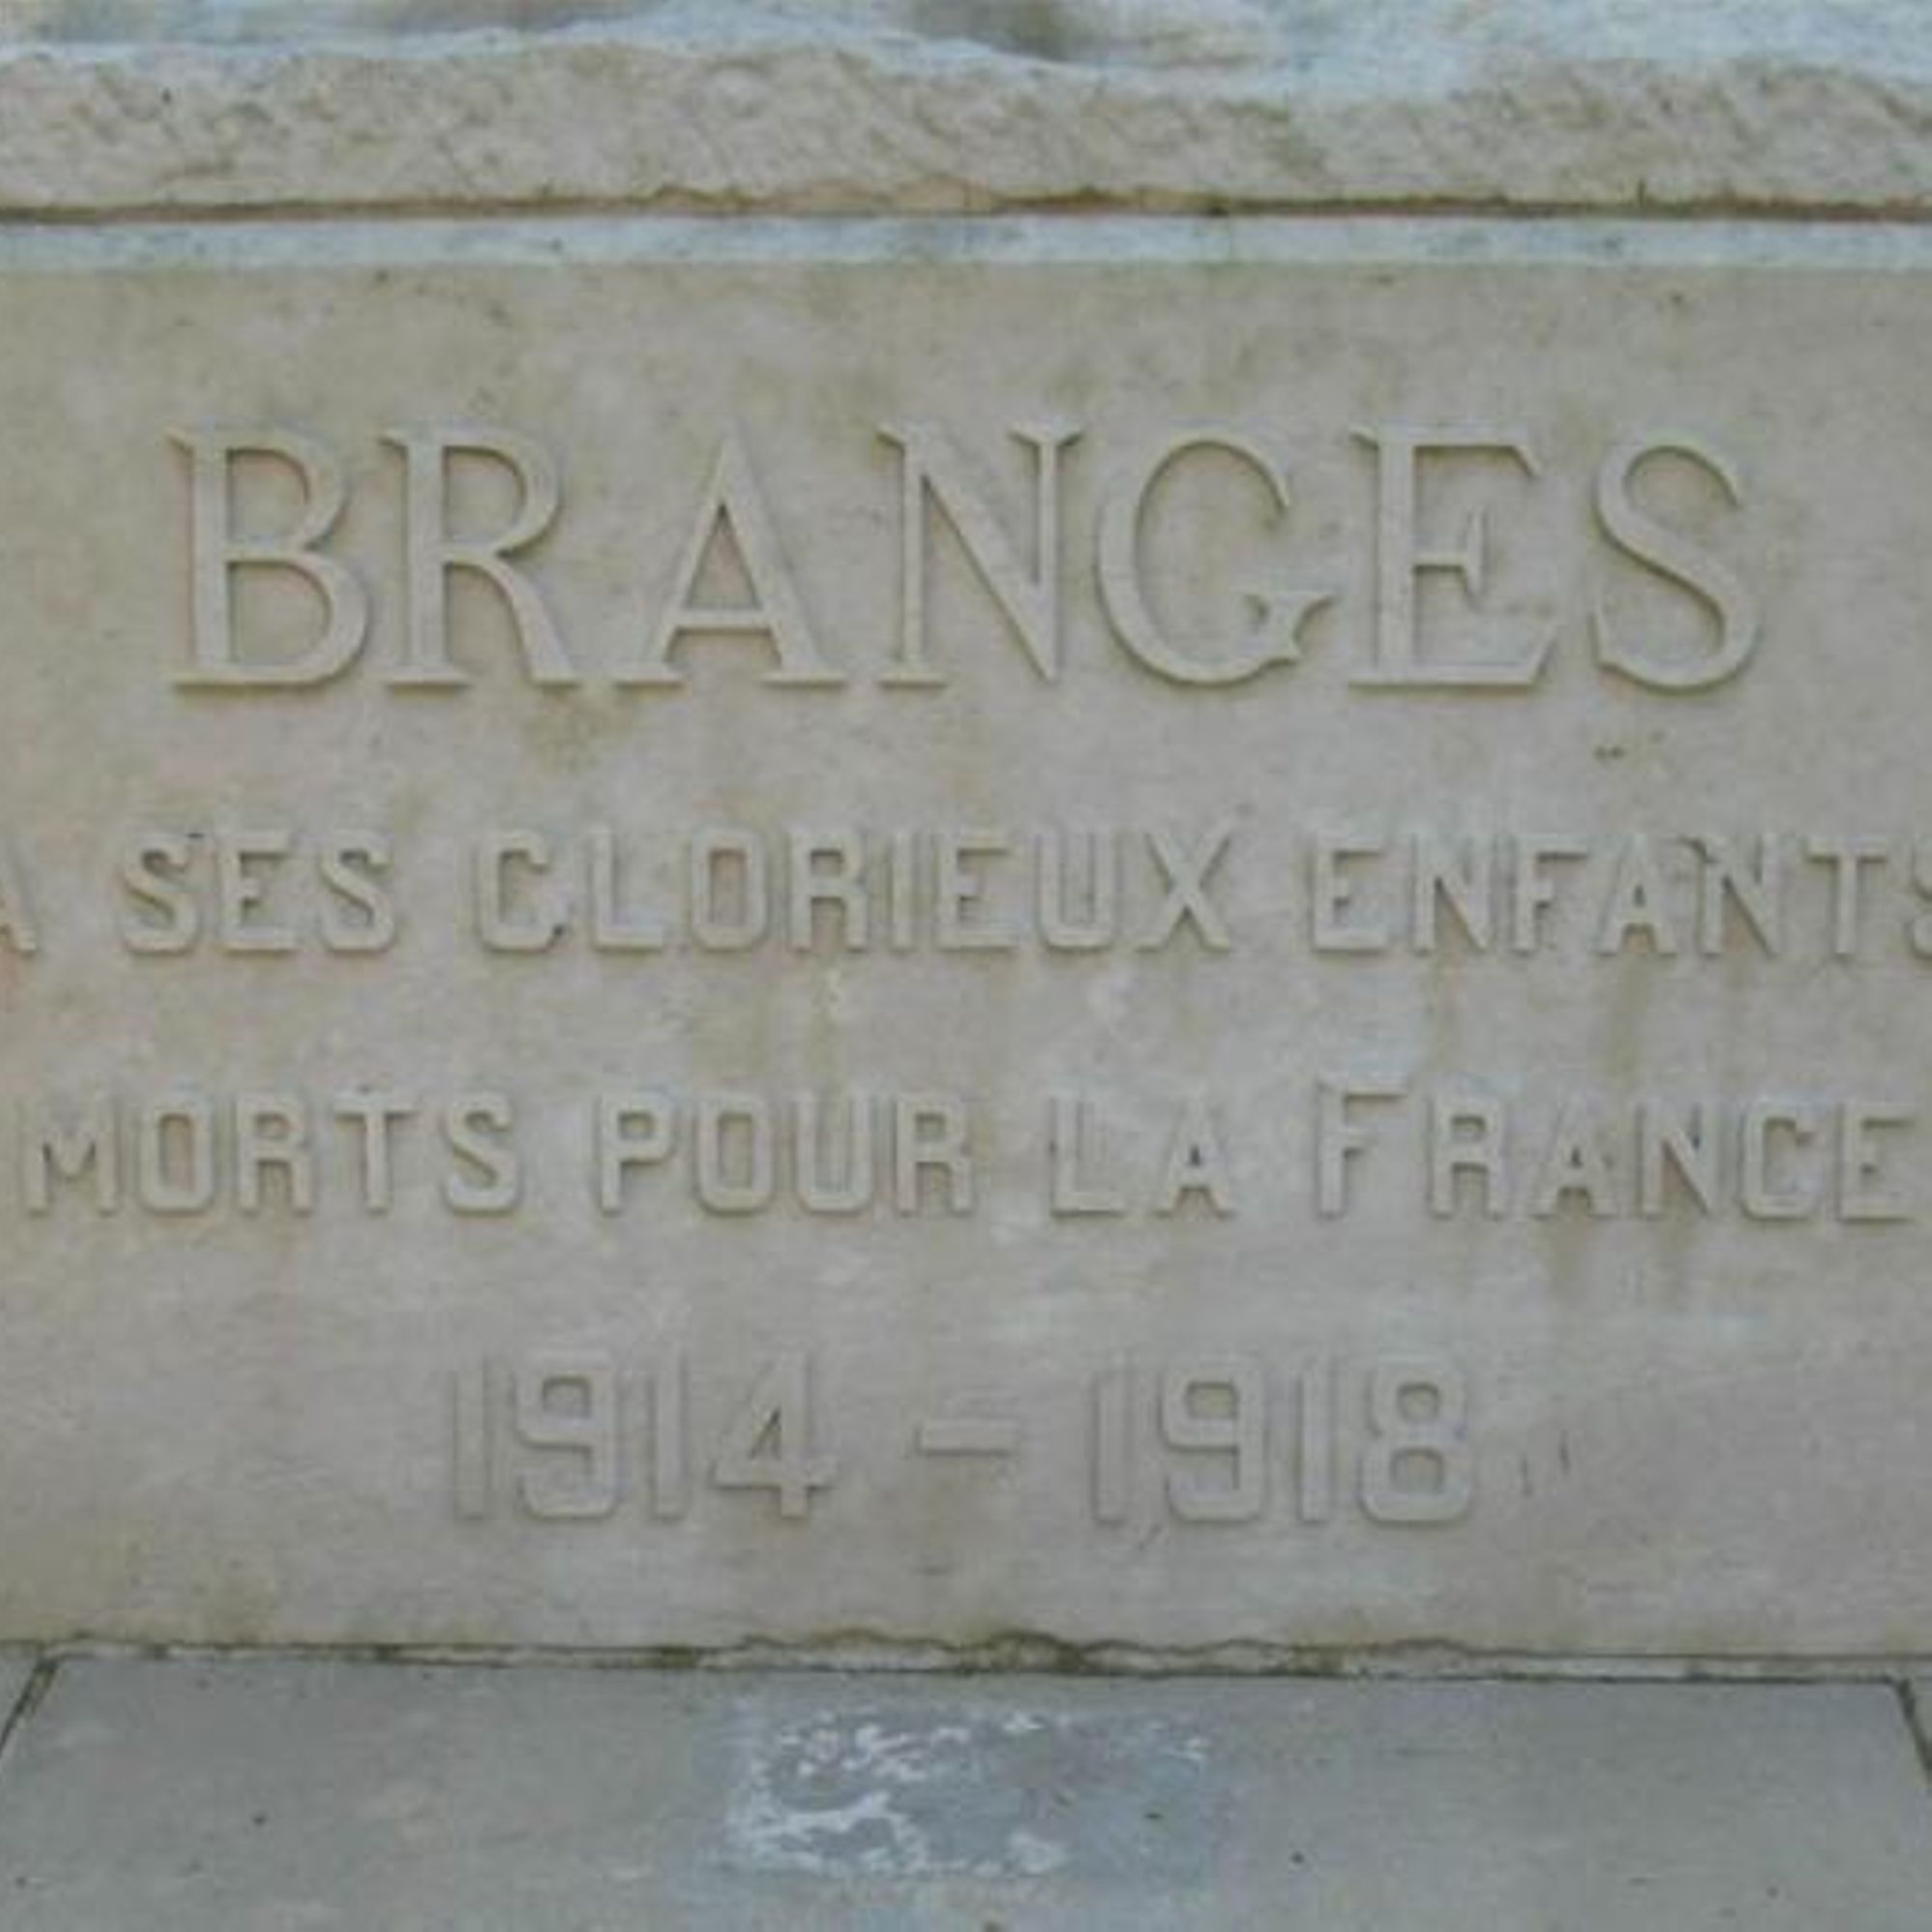 BRANGES
A SES GLORIEUX ENFANTS
MORTS POUR LA FRANCE
1914 - 1918